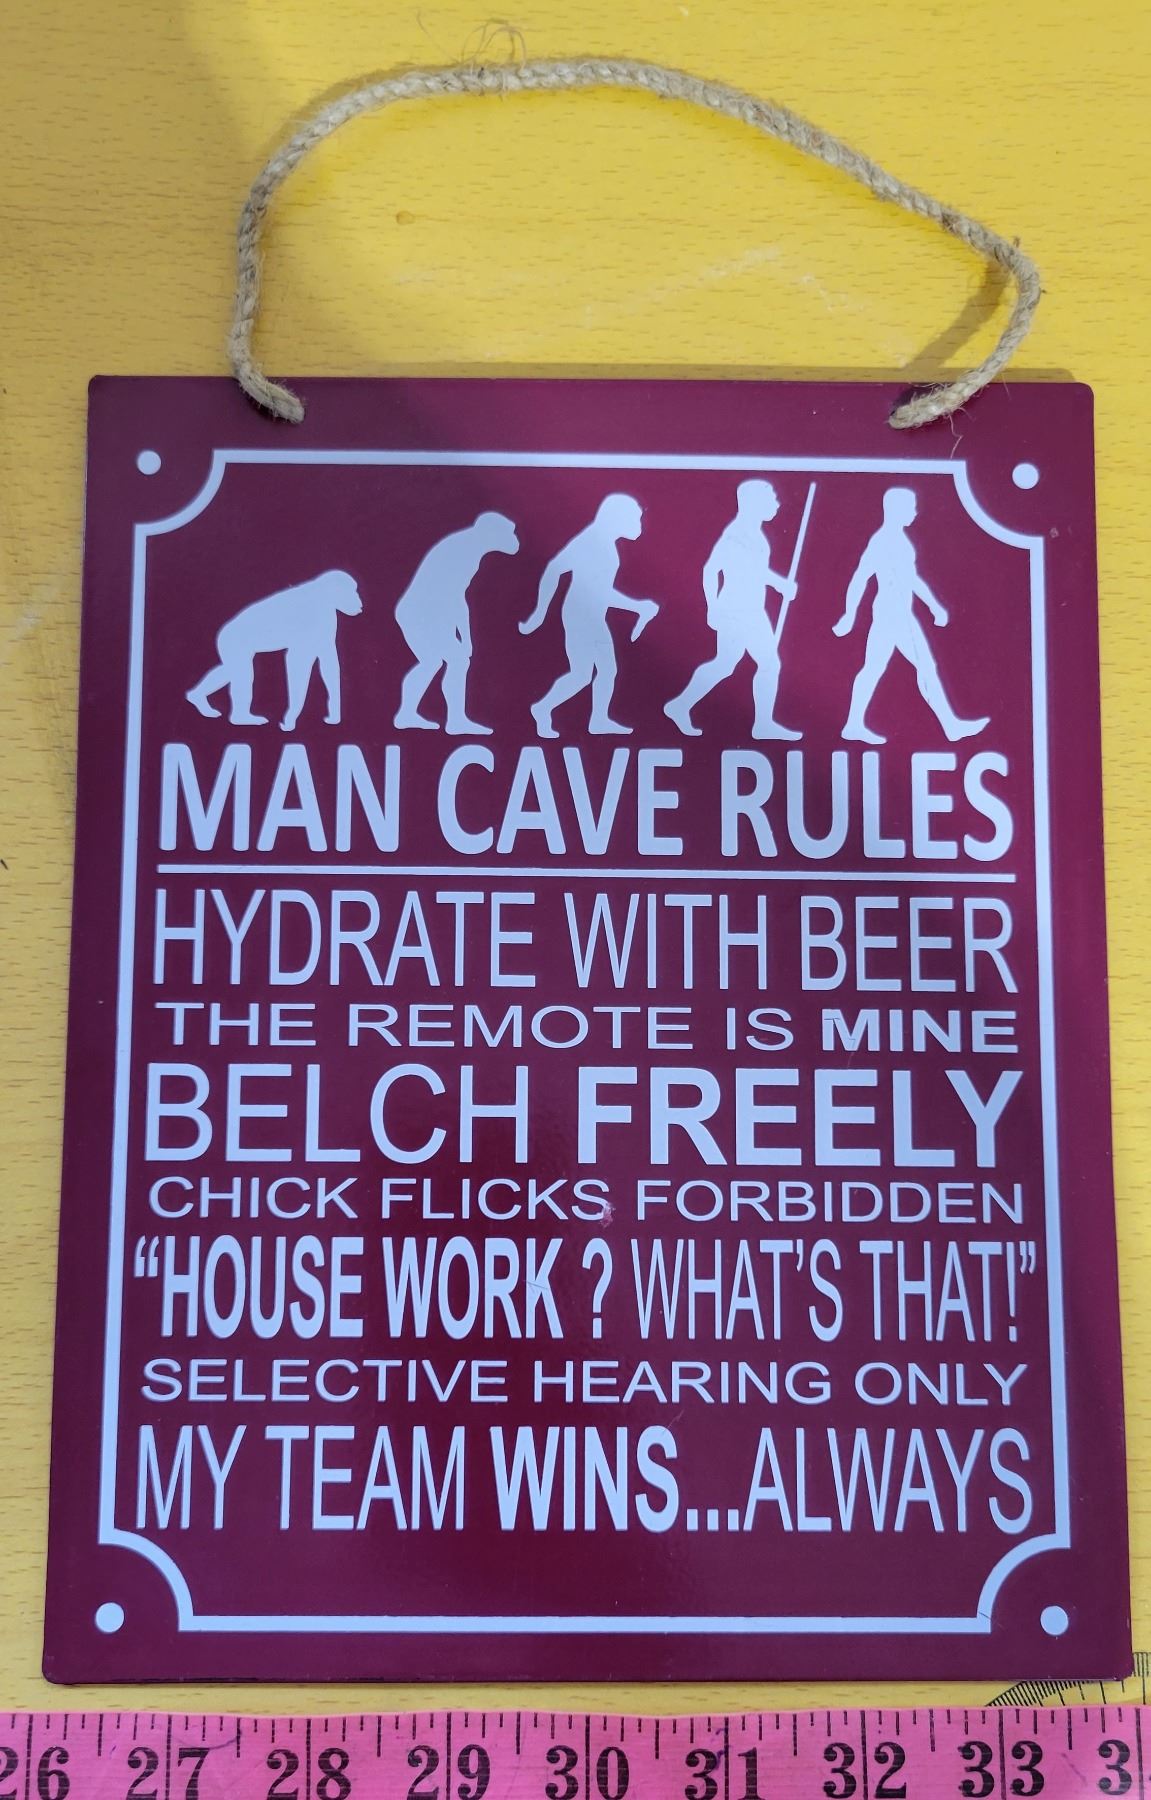 MAN CAVE RULES
HYDRATE WITH BEER
THE REMOTE IS MINE
BELCH FREELY
CHICK FLICKS FORBIDDEN
“HOUSE WORK ? WHAT’S THAT!”
SELECTIVE HEARING ONLY
MY TEAM WINS...ALWAYS
26 27 28 29 30 31 32 33 3